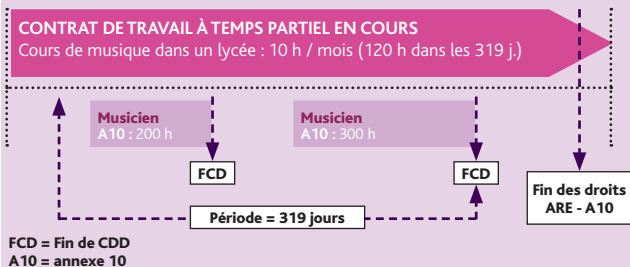 CONTRAT DE TRAVAIL À TEMPS PARTIEL EN COURS
Cours de musique dans un lycée : 10 h / mois (120 h dans les 319 j.)
Musicien
A10 : 200 h
Musicien
A10 : 300 h
FCD
FCD
Fin des droits
ARE - A10
Période = 319 jours
FCD = Fin de CDD
A10 = annexe 10